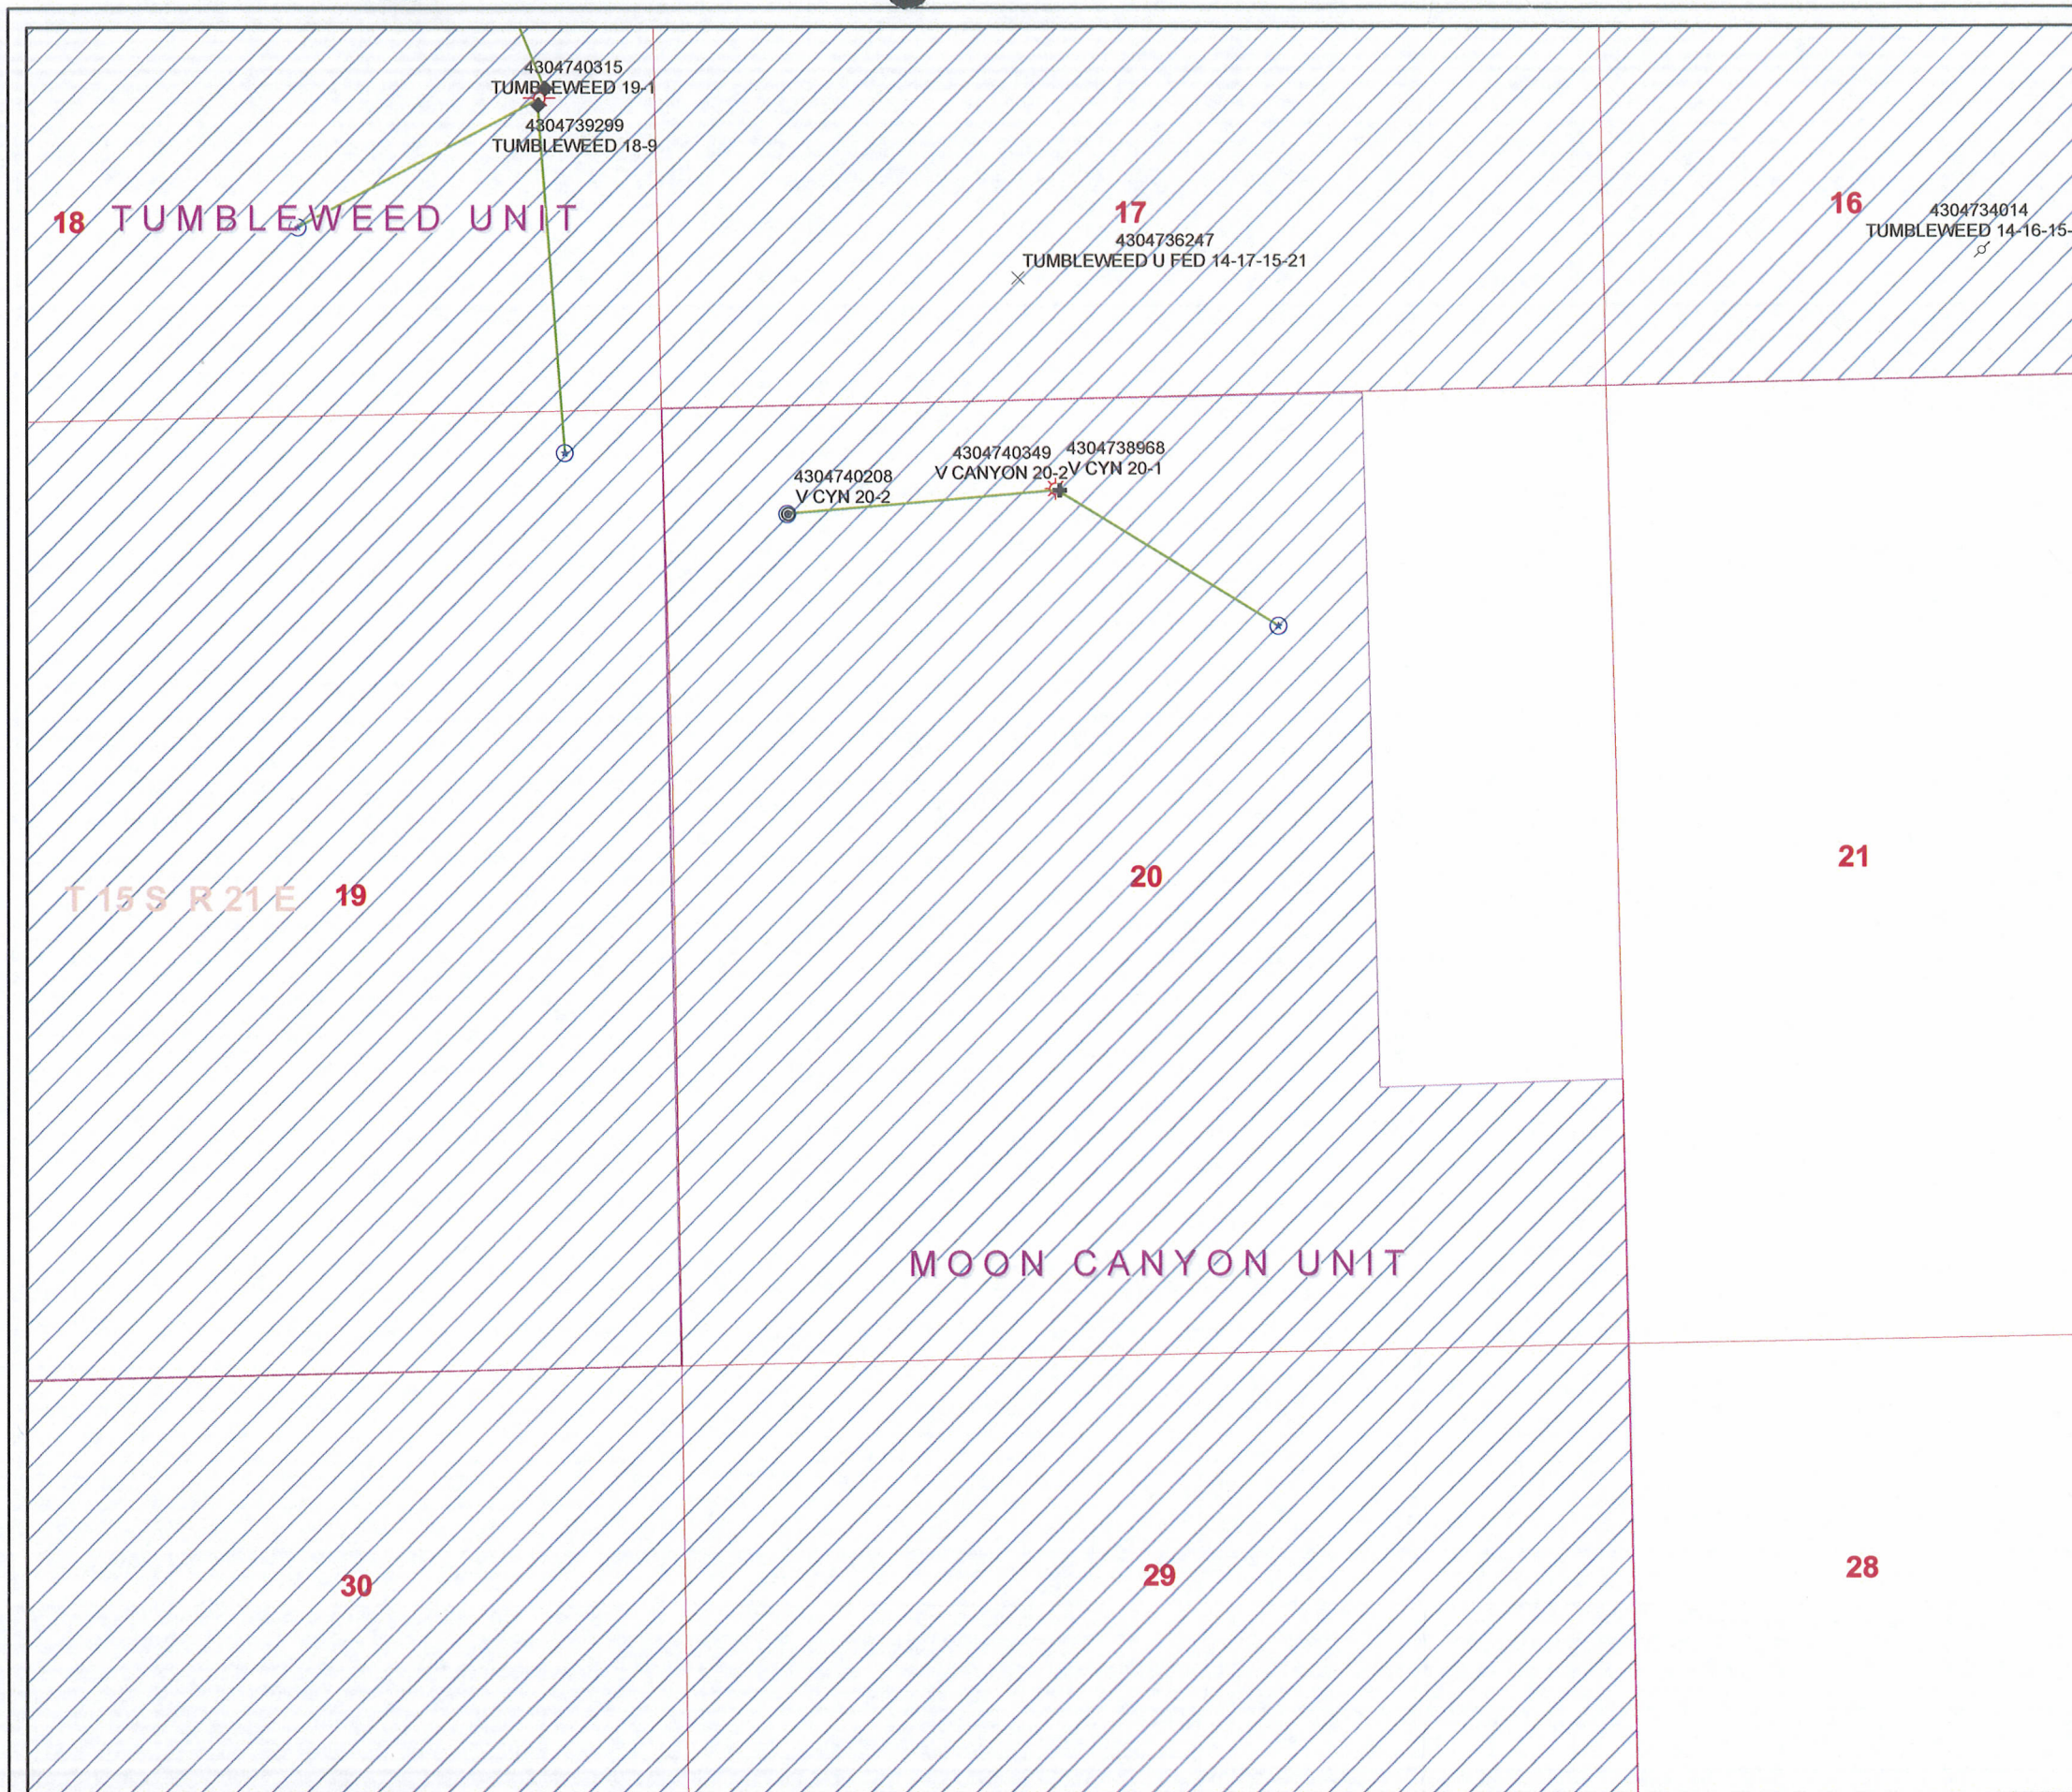 4304740315
TUMBLEWEED 19-1
4304739299
TUMBLEWEED 18-9
18 TUMBLEWEED UNIT
17
4304736247
TUMBLEWEED U FED 14-17-15-21
16
4304734014
TUMBLEWEED 14-16-15-
4304740208
V CYN 20-2
4304740349
V CANYON 20-2
4304738968
V CYN 20-1
T 15 S R 21 E 19
20
21
MOON CANYON UNIT
30
29
28